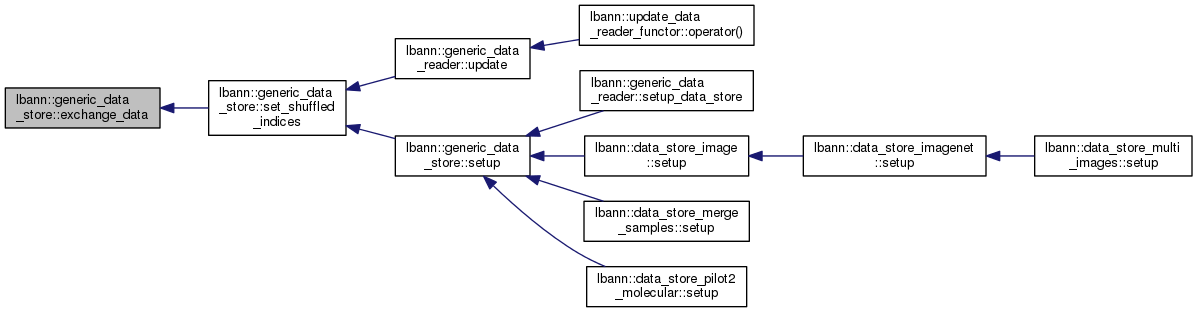 lbann::generic_data
_store::exchange_data
lbann::generic_data
_store::set_shuffled
_indices
lbann::generic_data
_reader::update
lbann::update_data
_reader_functor::operator()
lbann::generic_data
_store::setup
lbann::generic_data
_reader::setup_data_store
lbann::data_store_image
::setup
lbann::data_store_imagenet
::setup
lbann::data_store_multi
_images::setup
lbann::data_store_merge
_samples::setup
lbann::data_store_pilot2
_molecular::setup